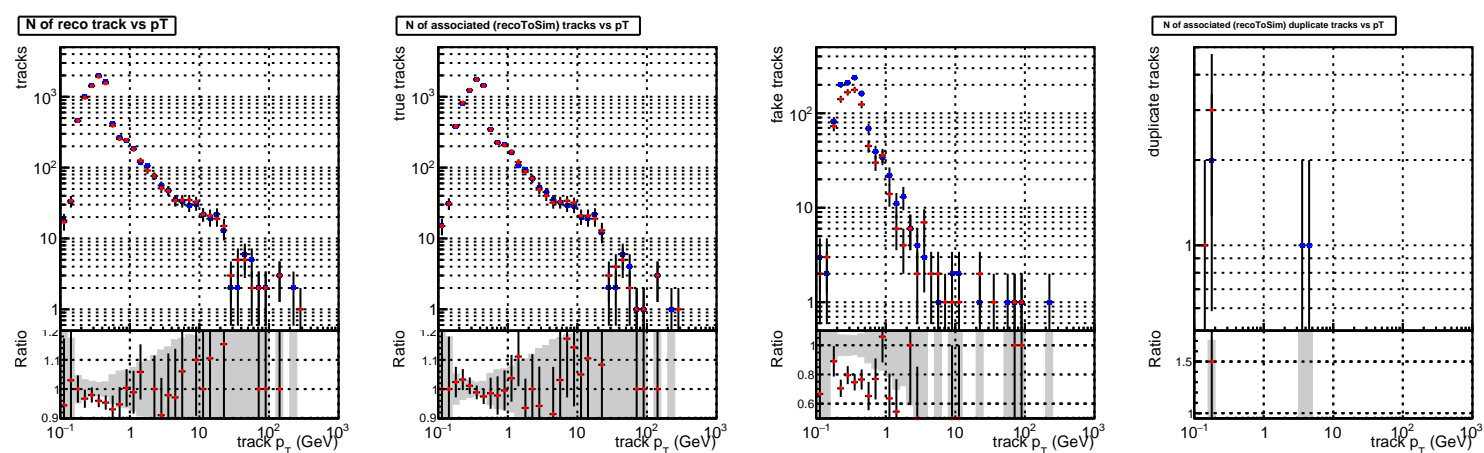 N of reco track vs pT
tracks
10³
10²
10
1
Ratio
1.2
1.1
1
0.9
10⁻¹ 1 10 10² 10³
track p_T (GeV)
N of associated (recoToSim) tracks vs pT
true tracks
10³
10²
10
1
Ratio
1.2
1.1
1
0.9
10⁻¹ 1 10 10² 10³
track p_T (GeV)
fake tracks
10²
10
1
Ratio
1
0.8
0.6
10⁻¹ 1 10 10² 10³
track p_T (GeV)
N of associated (recoToSim) duplicate tracks vs pT
duplicate tracks
1
Ratio
1.5
1
10⁻¹ 1 10 10² 10³
track p_T (GeV)